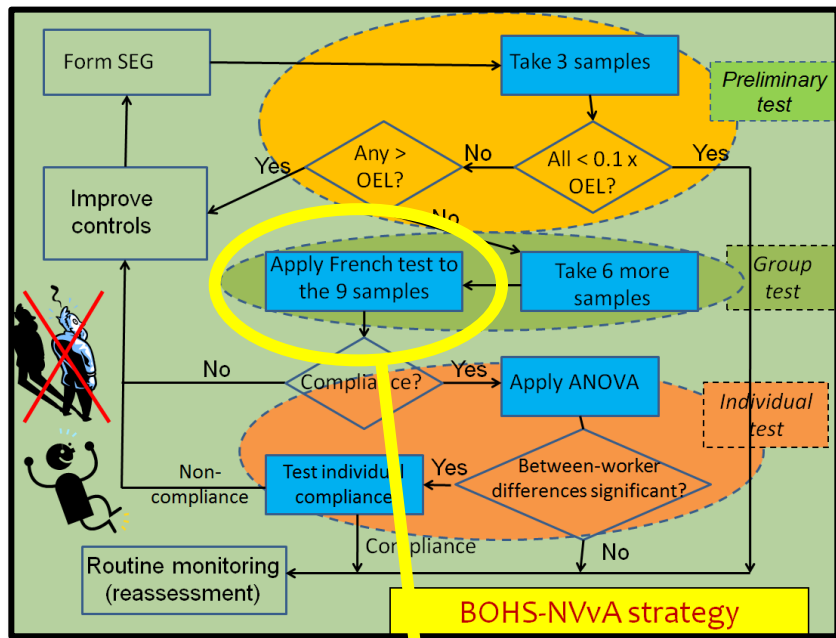 Form SEG
Take 3 samples
Preliminary
test
Any >
OEL?
No
All < 0.1 x
OEL?
Yes
Yes
Improve
controls
No
Apply French test to
the 9 samples
Take 6 more
samples
Group
test
No
Compliance?
Yes
Apply ANOVA
Individual
test
Non-
compliance
Test individual
compliance
Yes
Between-worker
differences significant?
Compliance
No
Routine monitoring
(reassessment)
BOHS-NVvA strategy